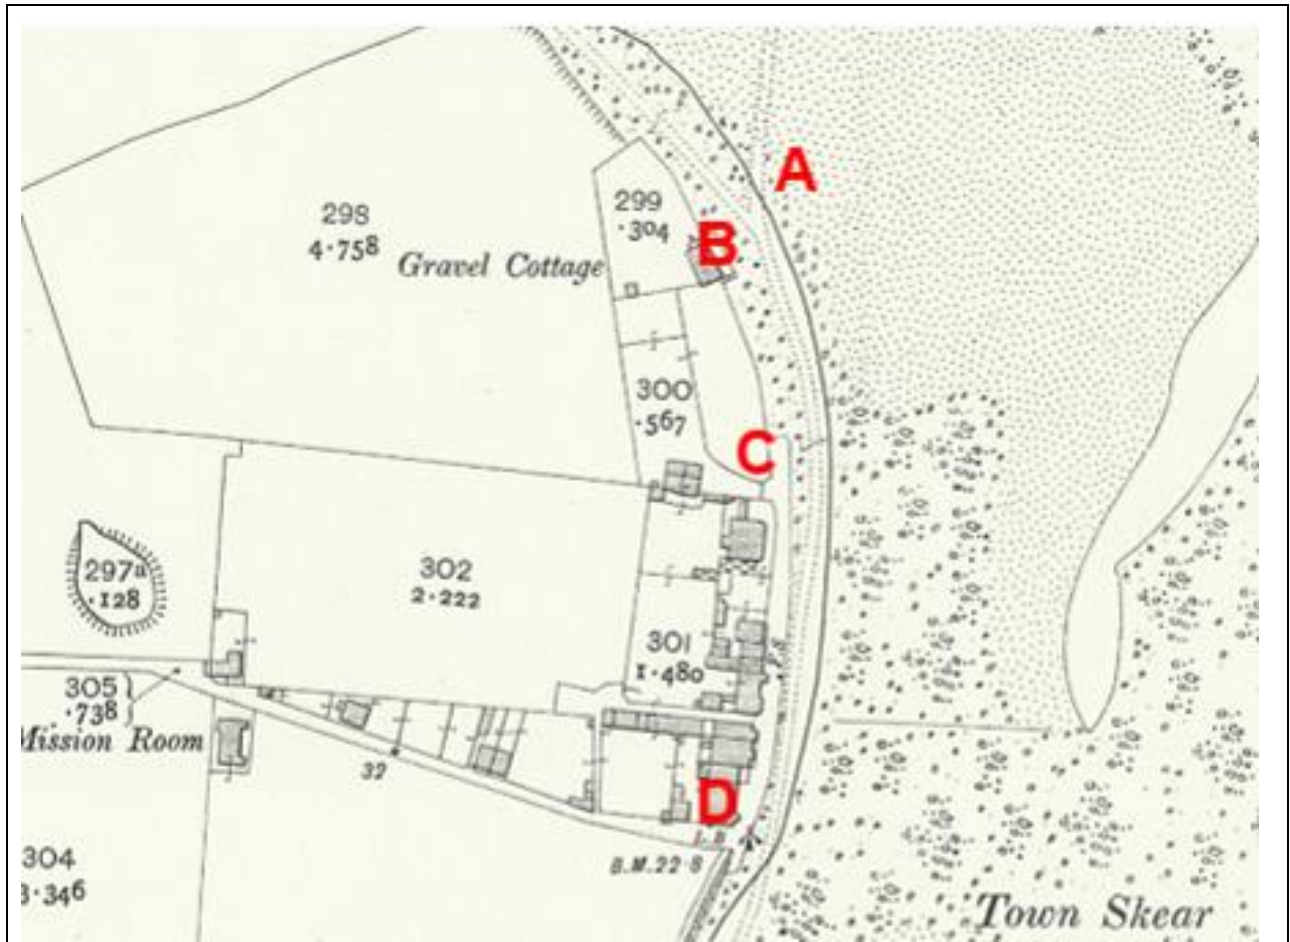 A
299
·304
298
4·758
B
Gravel Cottage
300
·567
C
297a
·128
302
2·222
301
1·480
305
·738
Mission Room
32
D
L.B
B.M.22·8
304
3·346
Town Skear